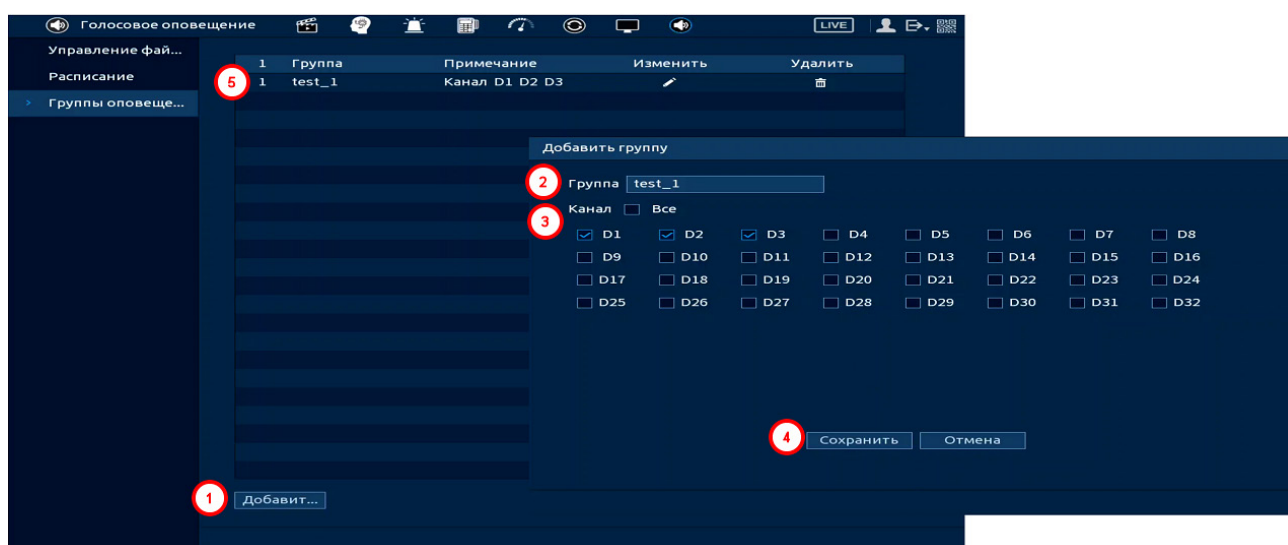 Голосовое оповещение LIVE
Управление фай...
Расписание
Группы оповеще...
1 Группа Примечание Изменить Удалить
5 1 test_1 Канал D1 D2 D3
Добавить группу
2 Группа test_1
3 Канал Все
D1 D2 D3 D4 D5 D6 D7 D8
D9 D10 D11 D12 D13 D14 D15 D16
D17 D18 D19 D20 D21 D22 D23 D24
D25 D26 D27 D28 D29 D30 D31 D32
4 Сохранить Отмена
1 Добавит...